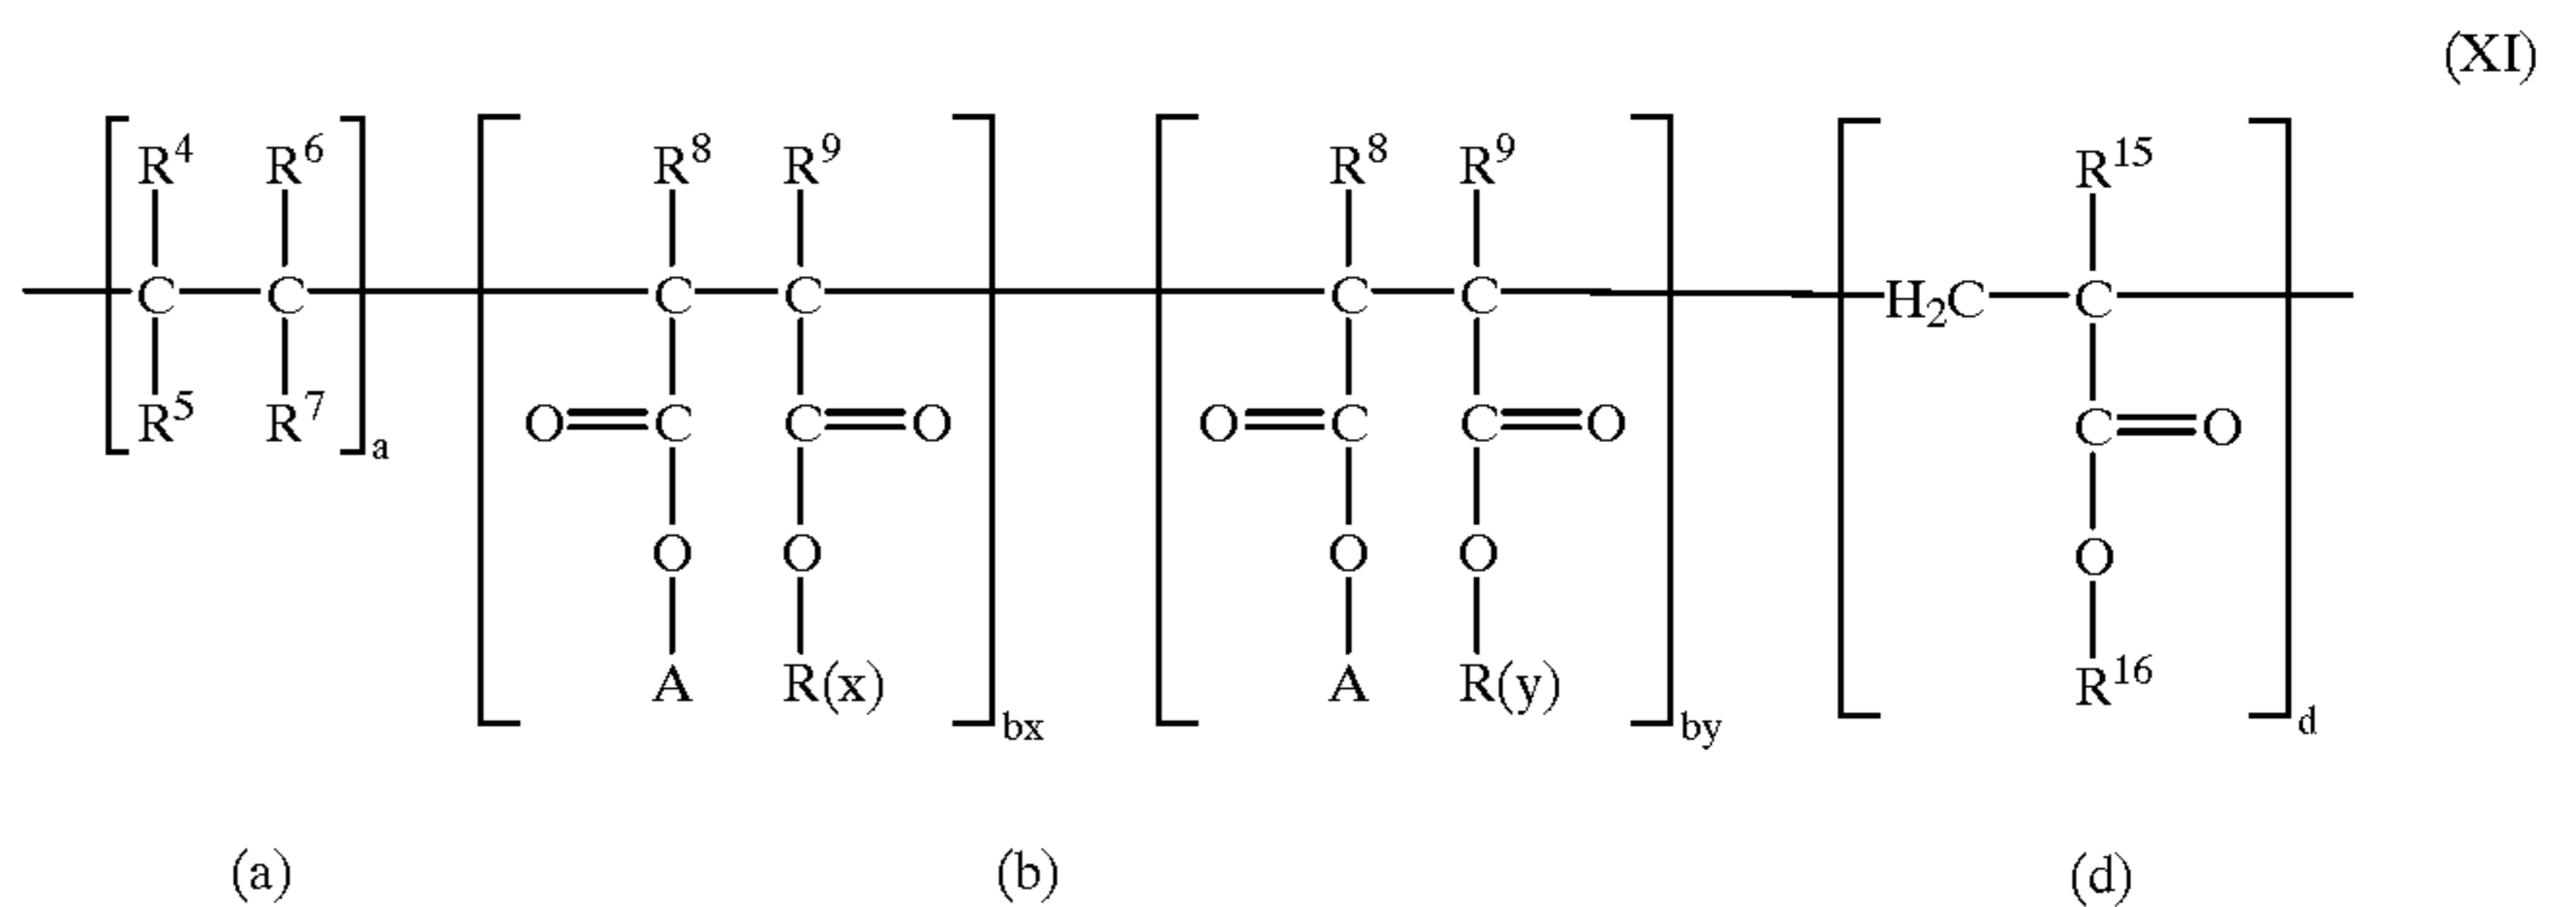 (XI)
R⁴ R⁶ R⁸ R⁹ R⁸ R⁹ R¹⁵
C C C C C C H₂C C
R⁵ R⁷ a O C C O O C C O C O
O O O O O
A R(x) bx A R(y) by R¹⁶ d
(a) (b) (d)